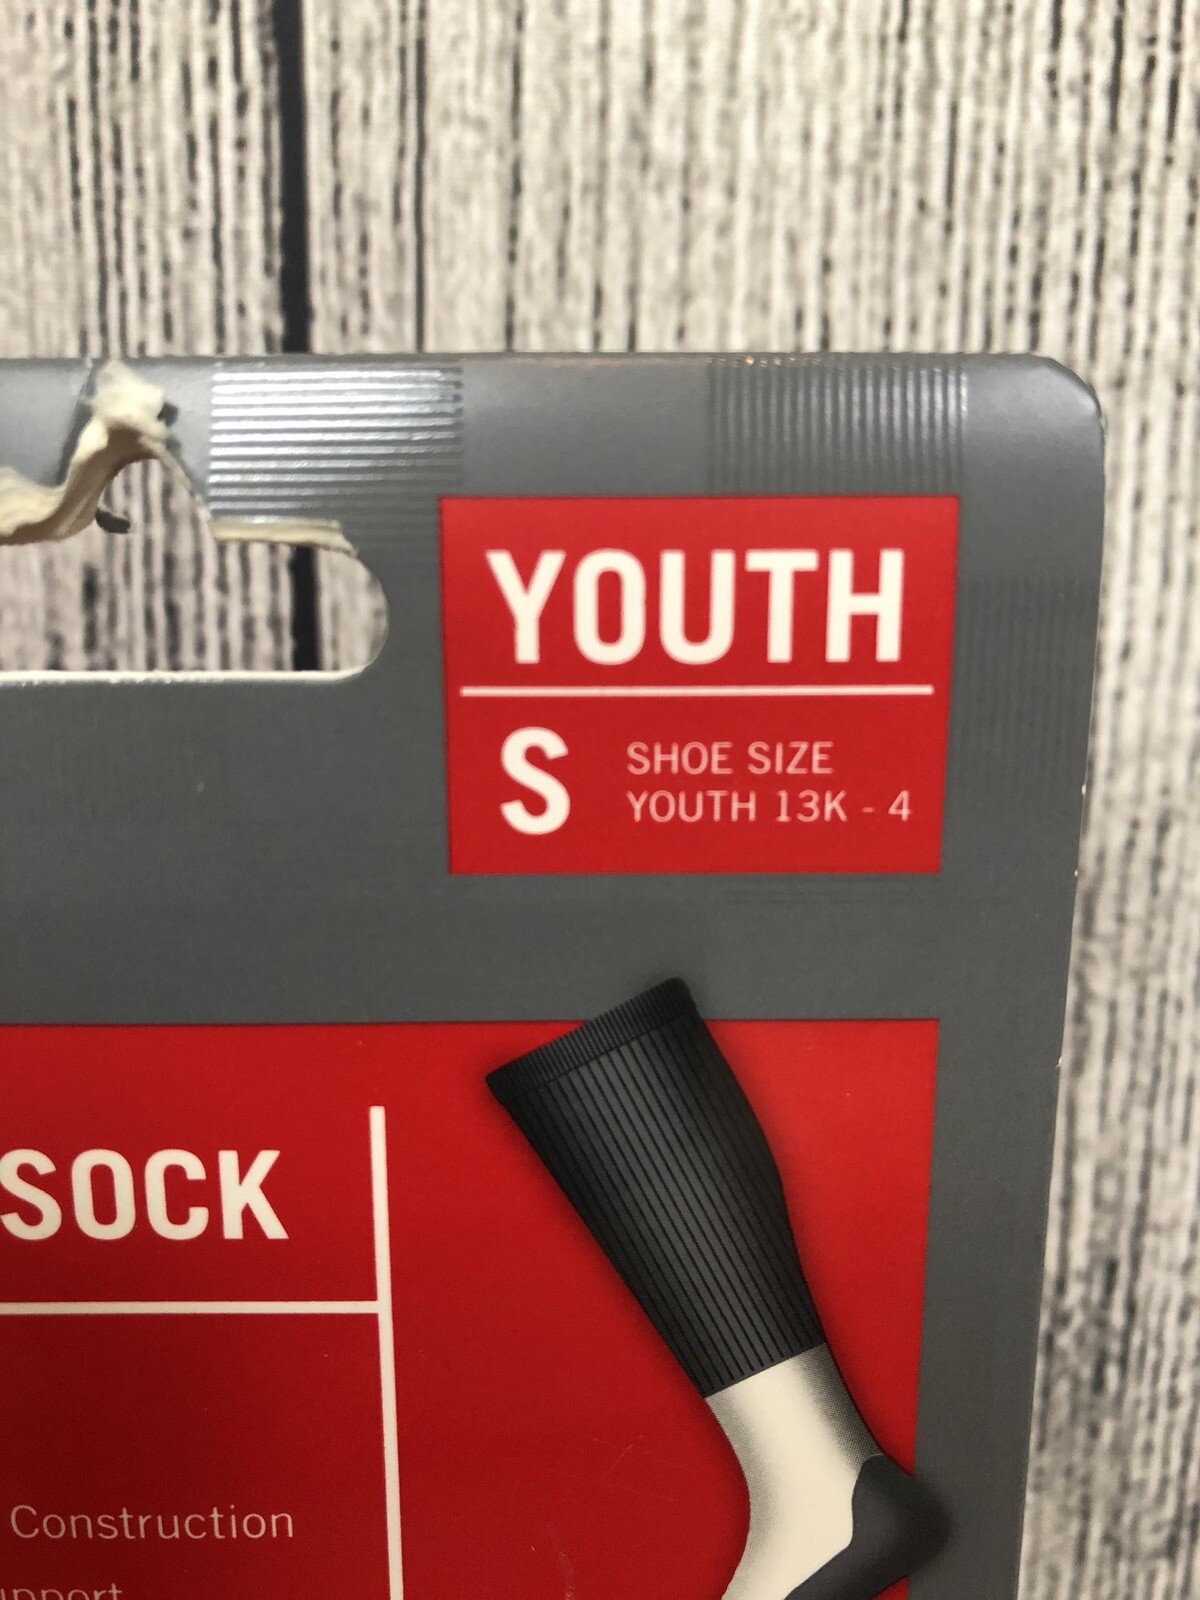 YOUTH
S
SHOE SIZE
YOUTH 13K - 4
SOCK
Construction